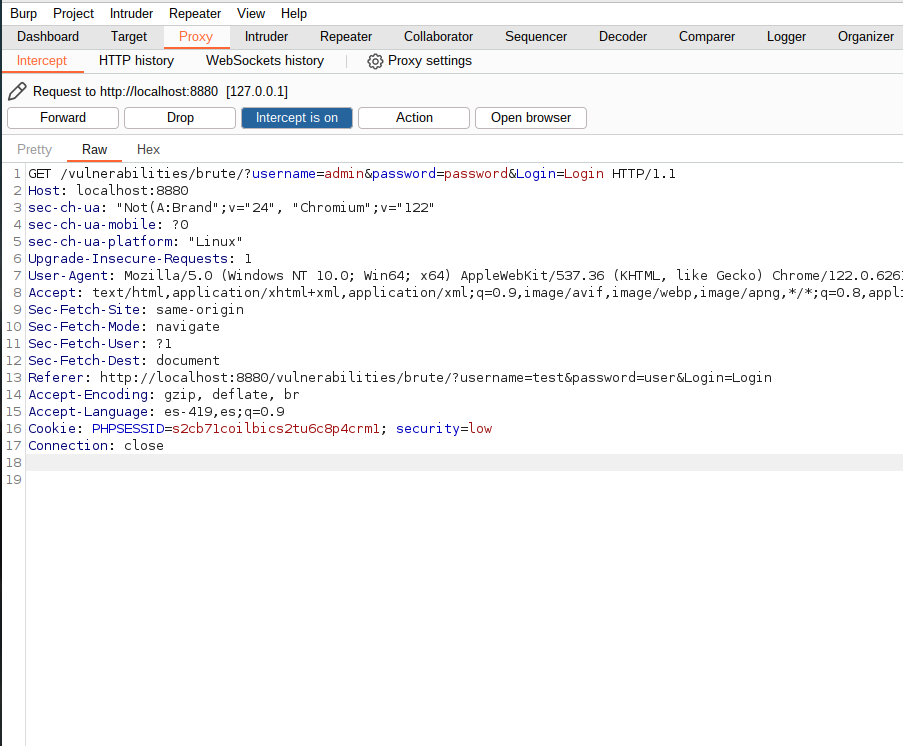 Burp Project Intruder Repeater View Help
Dashboard Target Proxy Intruder Repeater Collaborator Sequencer Decoder Comparer Logger Organizer
Intercept HTTP history WebSockets history Proxy settings
Request to http://localhost:8880 [127.0.0.1]
Forward Drop Intercept is on Action Open browser
Pretty Raw Hex
1 GET /vulnerabilities/brute/?username=admin&password=password&Login=Login HTTP/1.1
2 Host: localhost:8880
3 sec-ch-ua: "Not(A:Brand";v="24", "Chromium";v="122"
4 sec-ch-ua-mobile: ?0
5 sec-ch-ua-platform: "Linux"
6 Upgrade-Insecure-Requests: 1
7 User-Agent: Mozilla/5.0 (Windows NT 10.0; Win64; x64) AppleWebKit/537.36 (KHTML, like Gecko) Chrome/122.0.6261
8 Accept: text/html,application/xhtml+xml,application/xml;q=0.9,image/avif,image/webp,image/apng,*/*;q=0.8,appli
9 Sec-Fetch-Site: same-origin
10 Sec-Fetch-Mode: navigate
11 Sec-Fetch-User: ?1
12 Sec-Fetch-Dest: document
13 Referer: http://localhost:8880/vulnerabilities/brute/?username=test&password=user&Login=Login
14 Accept-Encoding: gzip, deflate, br
15 Accept-Language: es-419,es;q=0.9
16 Cookie: PHPSESSID=s2cb71coilbics2tu6c8p4crm1; security=low
17 Connection: close
18
19